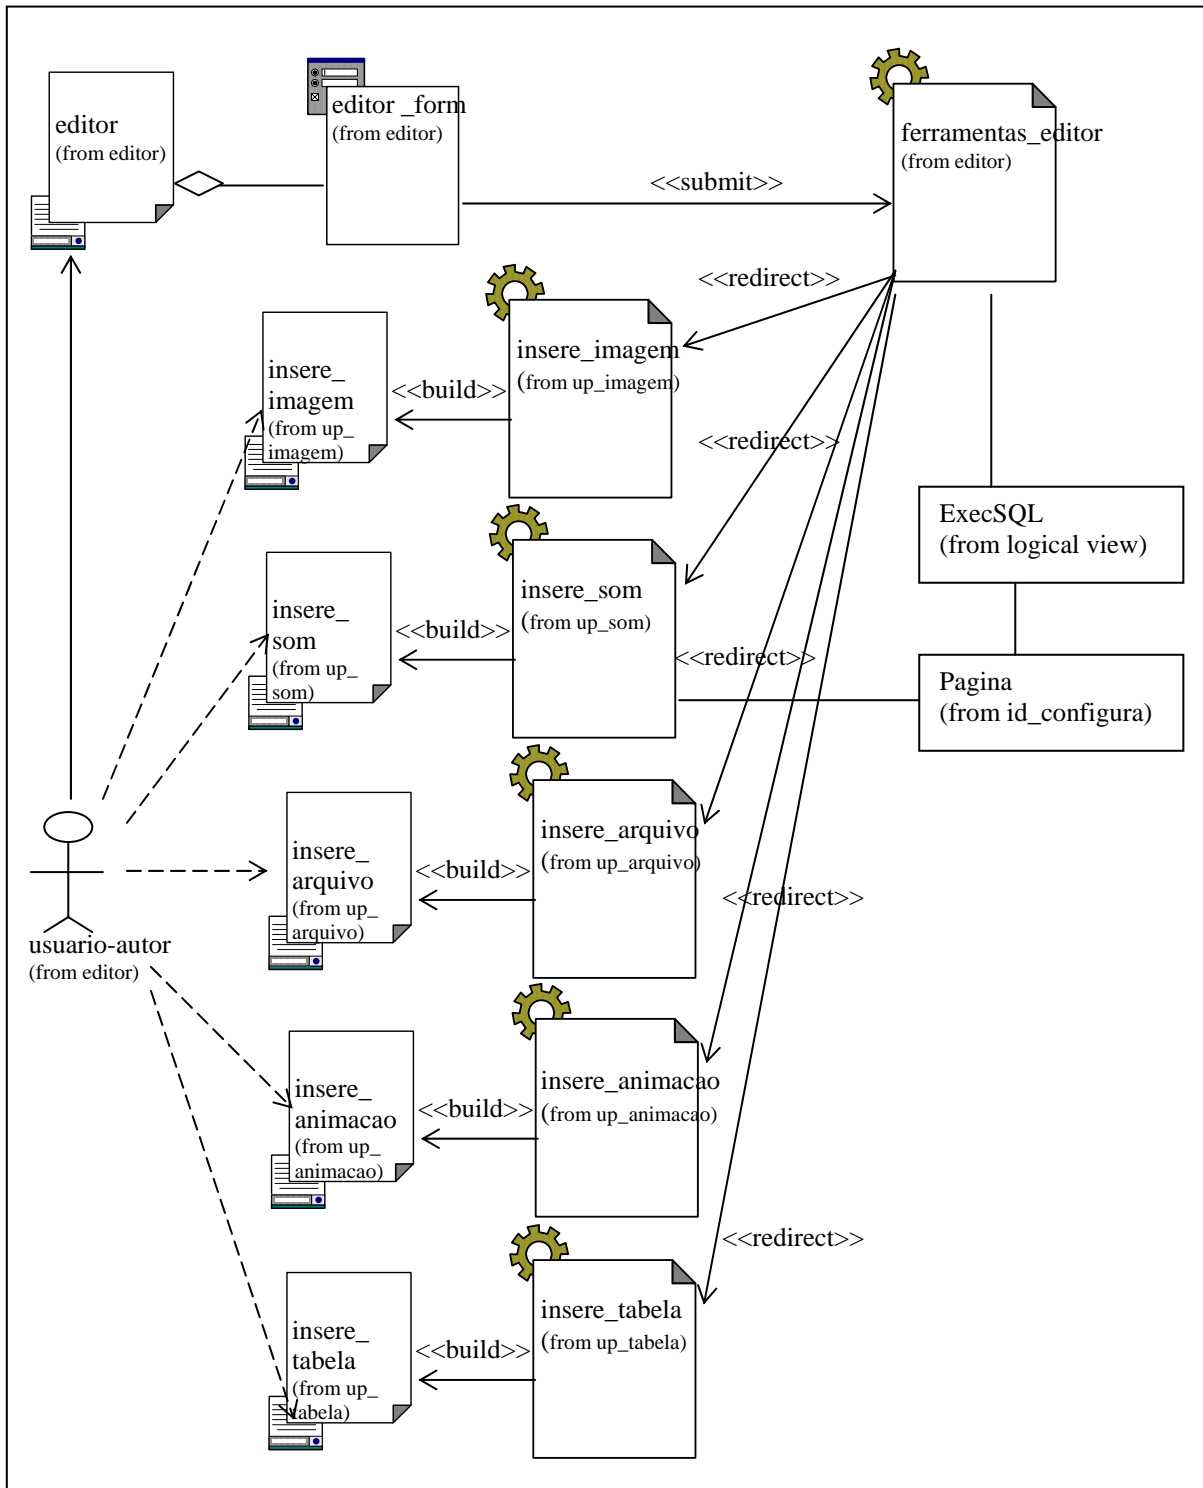 editor
(from editor)
editor _form
(from editor)
ferramentas_editor
(from editor)
<<submit>>
<<redirect>>
insere_
imagem
(from up_
imagem)
<<build>>
insere_imagem
(from up_imagem)
<<redirect>>
ExecSQL
(from logical view)
insere_
som
(from up_
som)
<<build>>
insere_som
(from up_som)
<<redirect>>
Pagina
(from id_configura)
insere_
arquivo
(from up_
arquivo)
<<build>>
insere_arquivo
(from up_arquivo)
<<redirect>>
usuario-autor
(from editor)
insere_
animacao
(from up_
animacao)
<<build>>
insere_animacao
(from up_animacao)
<<redirect>>
insere_
tabela
(from up_
tabela)
<<build>>
insere_tabela
(from up_tabela)